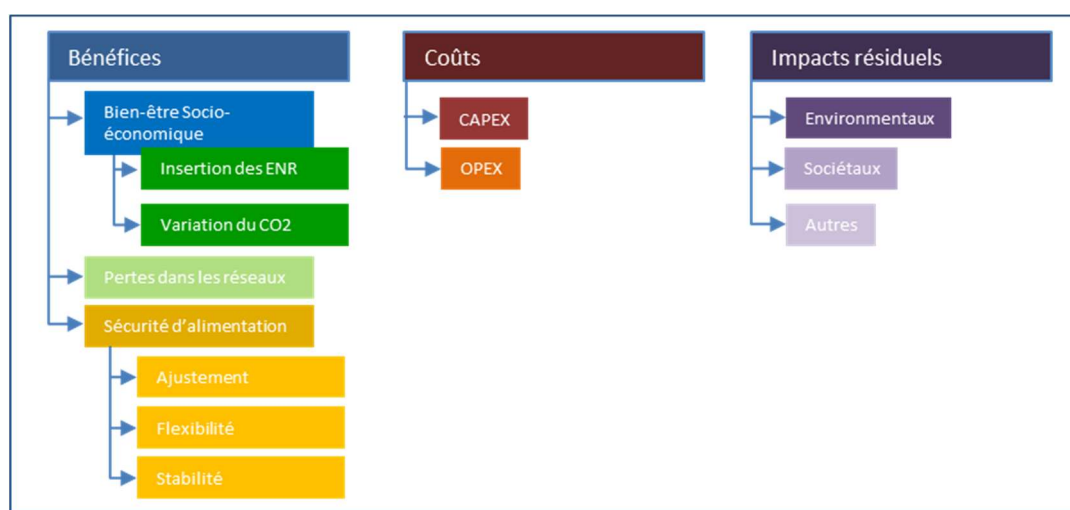 Bénéfices
Bien-être Socio-
économique
Insertion des ENR
Variation du CO2
Pertes dans les réseaux
Sécurité d'alimentation
Ajustement
Flexibilité
Stabilité
Coûts
CAPEX
OPEX
Impacts résiduels
Environmentaux
Sociétaux
Autres